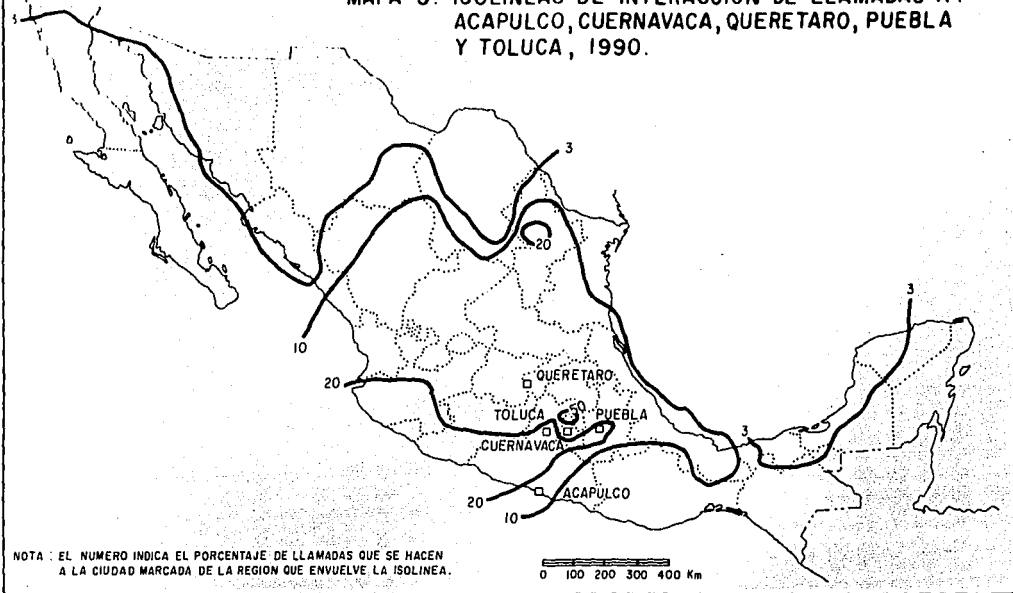 ACAPULCO, CUERNAVACA, QUERETARO, PUEBLA
Y TOLUCA, 1990.
3
3
20
10
3
20
QUERETARO
50
TOLUCA
PUEBLA
CUERNAVACA
3
20
ACAPULCO
10
NOTA : EL NUMERO INDICA EL PORCENTAJE DE LLAMADAS QUE SE HACEN
A LA CIUDAD MARCADA DE LA REGION QUE ENVUELVE LA ISOLINEA.
0 100 200 300 400 Km